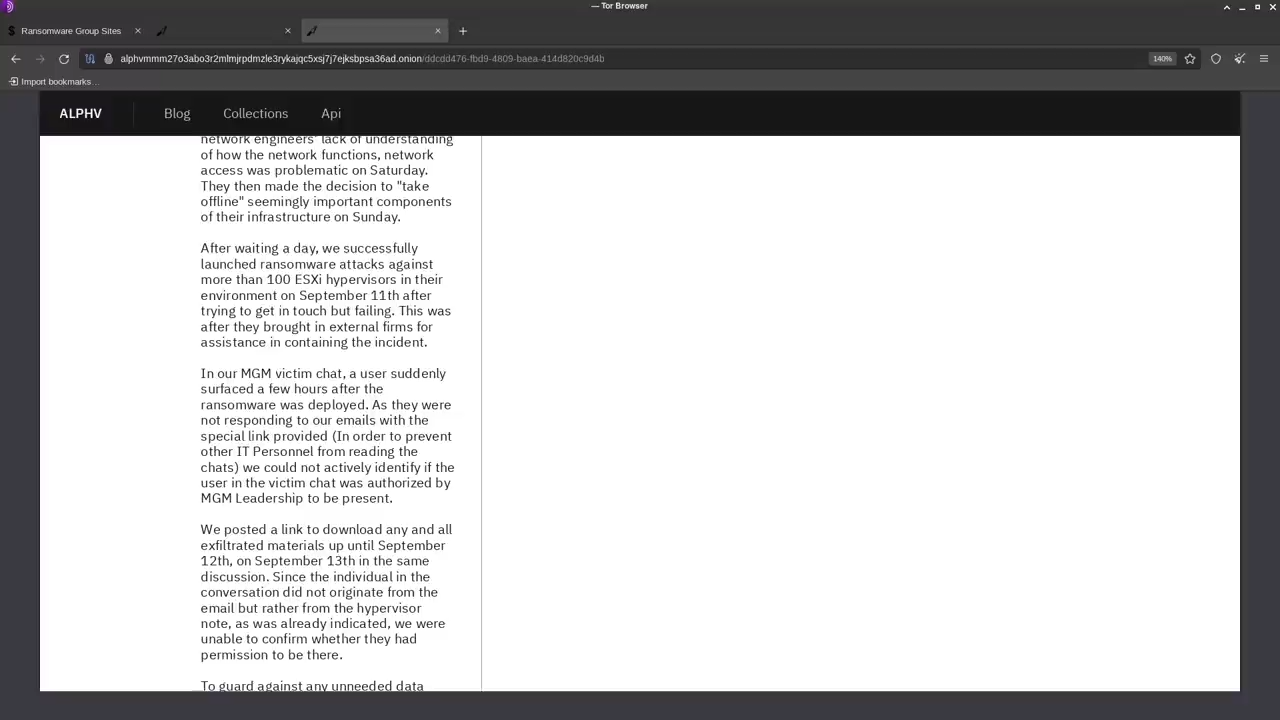 — Tor Browser
Ransomware Group Sites
alphvmmm27o3abo3r2mlmjrpdmzle3rykajqc5xsj7j7ejksbpsa36ad.onion/ddcdd476-fbd9-4809-baea-414d820c9d4b
140%
Import bookmarks…
ALPHV
Blog
Collections
Api
network engineers' lack of understanding
of how the network functions, network
access was problematic on Saturday.
They then made the decision to "take
offline" seemingly important components
of their infrastructure on Sunday.
After waiting a day, we successfully
launched ransomware attacks against
more than 100 ESXi hypervisors in their
environment on September 11th after
trying to get in touch but failing. This was
after they brought in external firms for
assistance in containing the incident.
In our MGM victim chat, a user suddenly
surfaced a few hours after the
ransomware was deployed. As they were
not responding to our emails with the
special link provided (In order to prevent
other IT Personnel from reading the
chats) we could not actively identify if the
user in the victim chat was authorized by
MGM Leadership to be present.
We posted a link to download any and all
exfiltrated materials up until September
12th, on September 13th in the same
discussion. Since the individual in the
conversation did not originate from the
email but rather from the hypervisor
note, as was already indicated, we were
unable to confirm whether they had
permission to be there.
To guard against any unneeded data